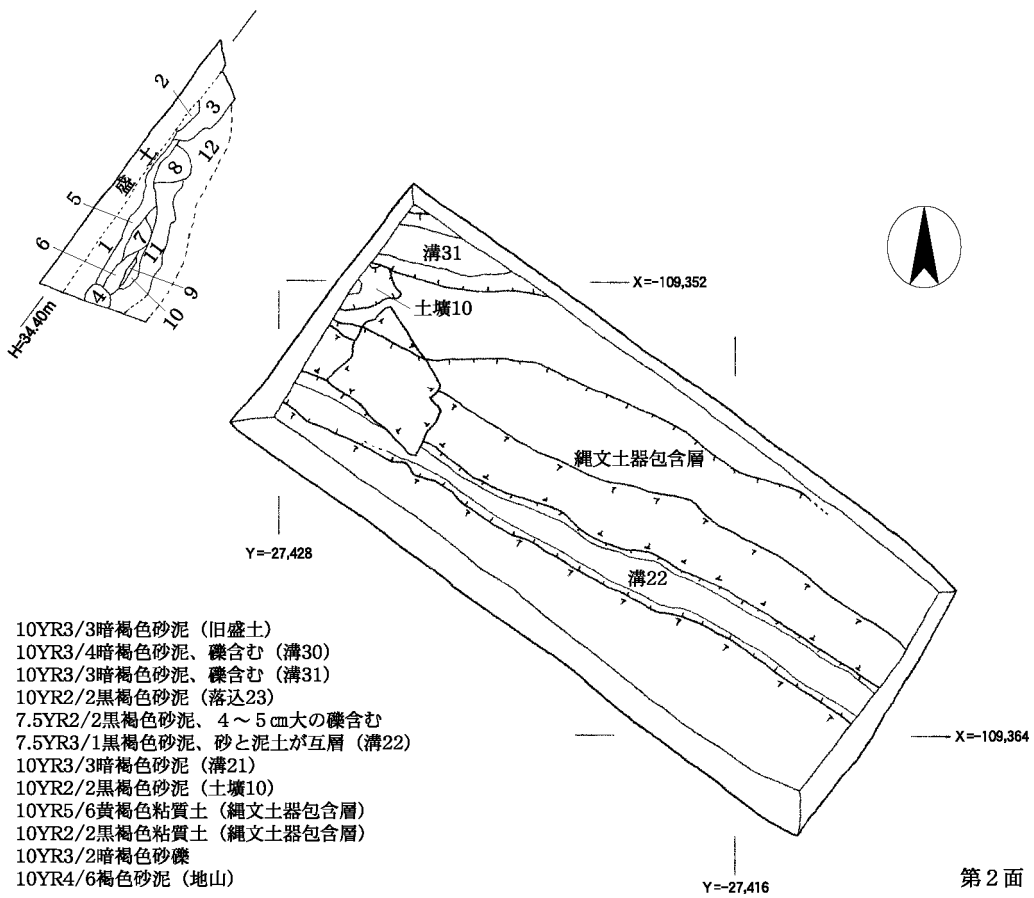 2
3
12
盛土
8
5
1
7
11
6
4
9
10
H=34.40m
溝31
X=-109,352
土壙10
縄文土器包含層
Y=-27,428
溝22
10YR3/3暗褐色砂泥（旧盛土）
10YR3/4暗褐色砂泥、礫含む（溝30）
10YR3/3暗褐色砂泥、礫含む（溝31）
10YR2/2黒褐色砂泥（落込23）
7.5YR2/2黒褐色砂泥、４～５㎝大の礫含む
7.5YR3/1黒褐色砂泥、砂と泥土が互層（溝22）
10YR3/3暗褐色砂泥（溝21）
10YR2/2黒褐色砂泥（土壙10）
10YR5/6黄褐色粘質土（縄文土器包含層）
10YR2/2黒褐色粘質土（縄文土器包含層）
10YR3/2暗褐色砂礫
10YR4/6褐色砂泥（地山）
X=-109,364
Y=-27,416
第２面